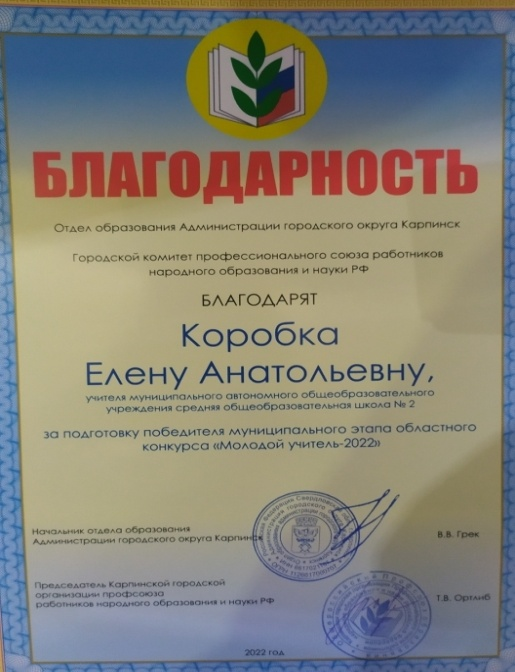 БЛАГОДАРНОСТЬ
Отдел образования Администрации городского округа Карпинск
Городской комитет профессионального союза работников
народного образования и науки РФ
БЛАГОДАРЯТ
Коробка
Елену Анатольевну,
учителя муниципального автономного общеобразовательного
учреждения средняя общеобразовательная школа № 2
за подготовку победителя муниципального этапа областного
конкурса «Молодой учитель-2022»
Начальник отдела образования
Администрации городского округа Карпинск
В.В. Грек
Председатель Карпинской городской
организации профсоюза
работников народного образования и науки РФ
Т.В. Ортлиб
2022 год